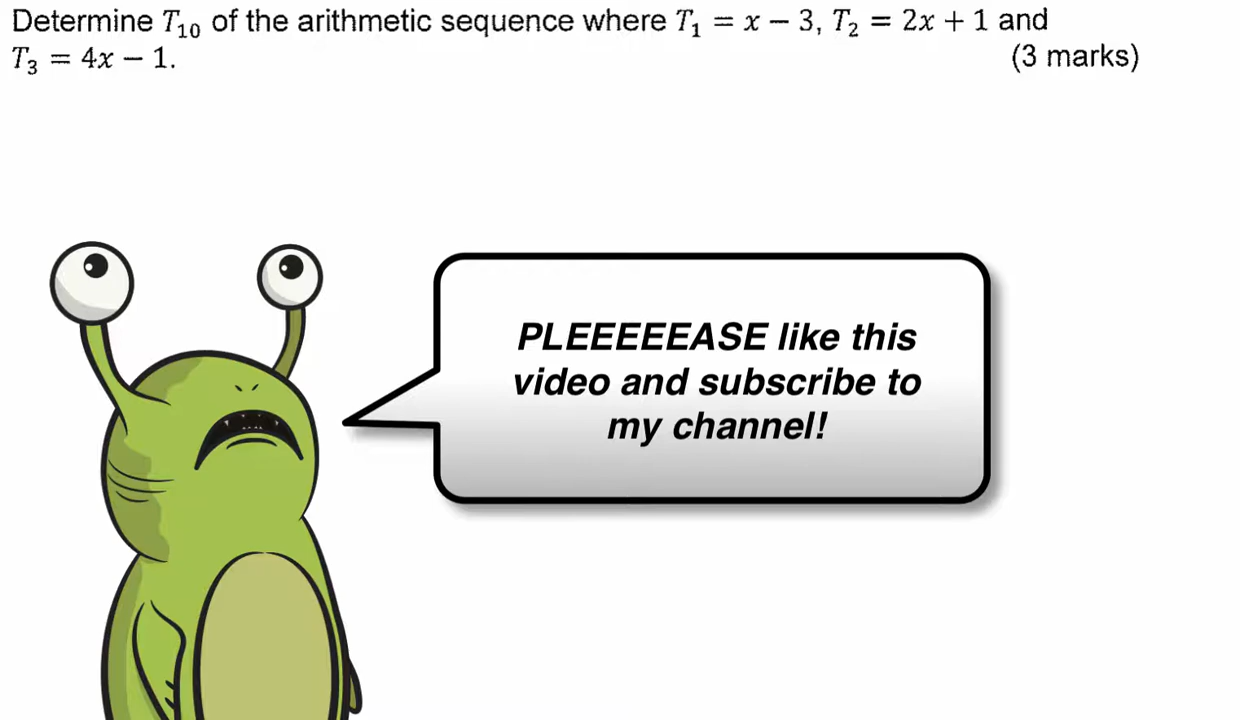 Determine T₁₀ of the arithmetic sequence where T₁ = x − 3, T₂ = 2x + 1 and
T₃ = 4x − 1. (3 marks)
PLEEEEEASE like this
video and subscribe to
my channel!